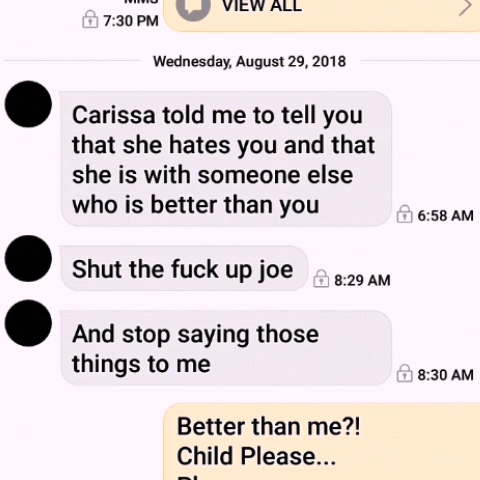 VIEW ALL
7:30 PM
Wednesday, August 29, 2018
Carissa told me to tell you
that she hates you and that
she is with someone else
who is better than you
6:58 AM
Shut the fuck up joe
8:29 AM
And stop saying those
things to me
8:30 AM
Better than me?!
Child Please...